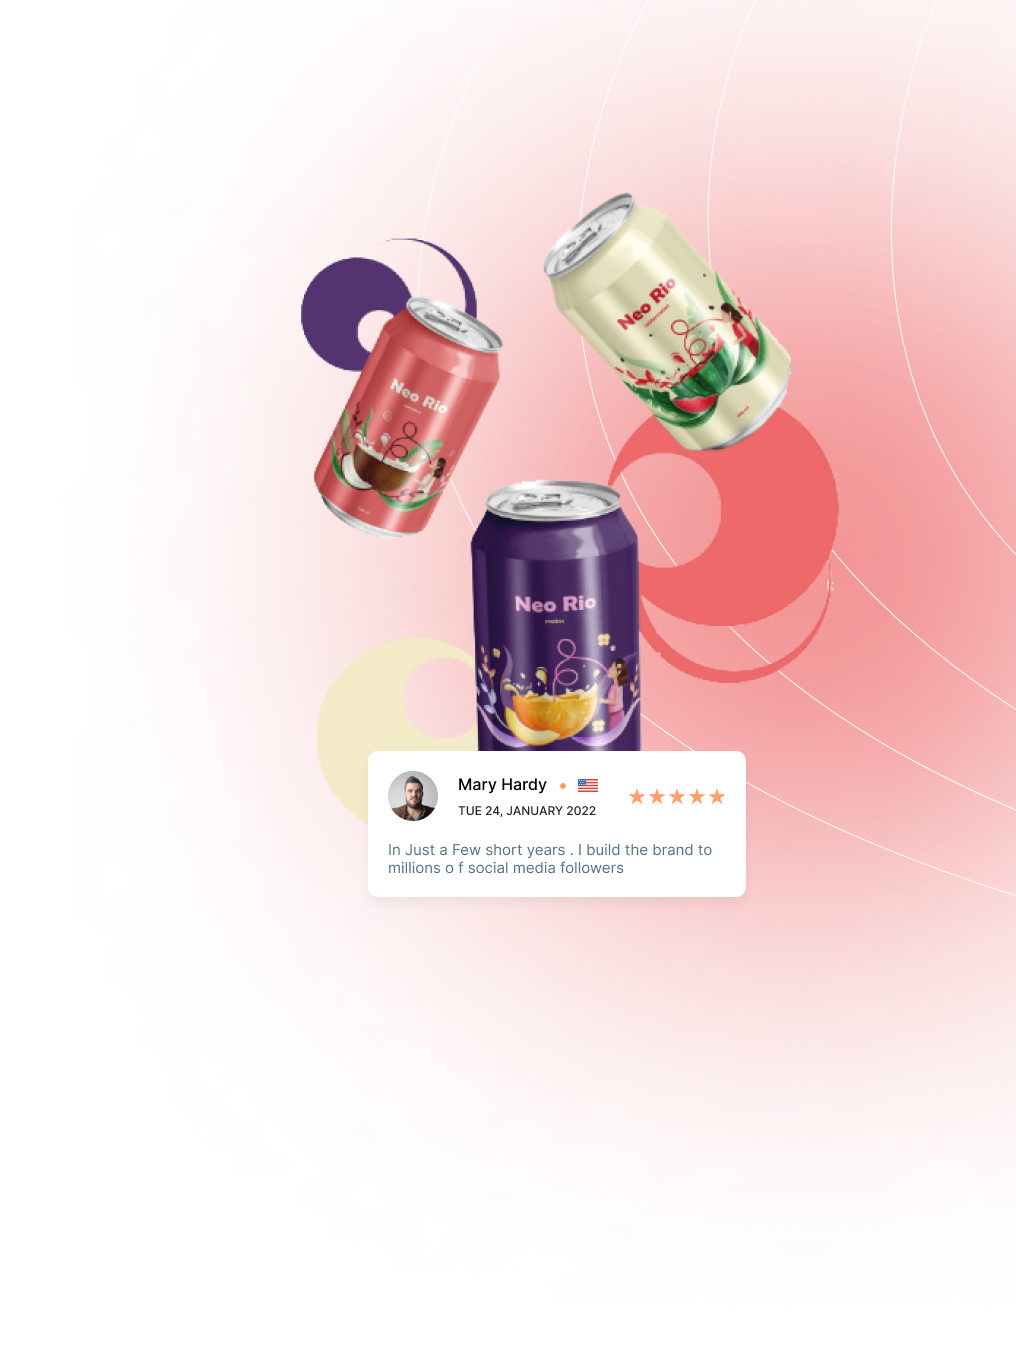 Neo Rio
Neo Rio
Neo Rio
melon
Mary Hardy
TUE 24, JANUARY 2022
In Just a Few short years . I build the brand to
millions o f social media followers